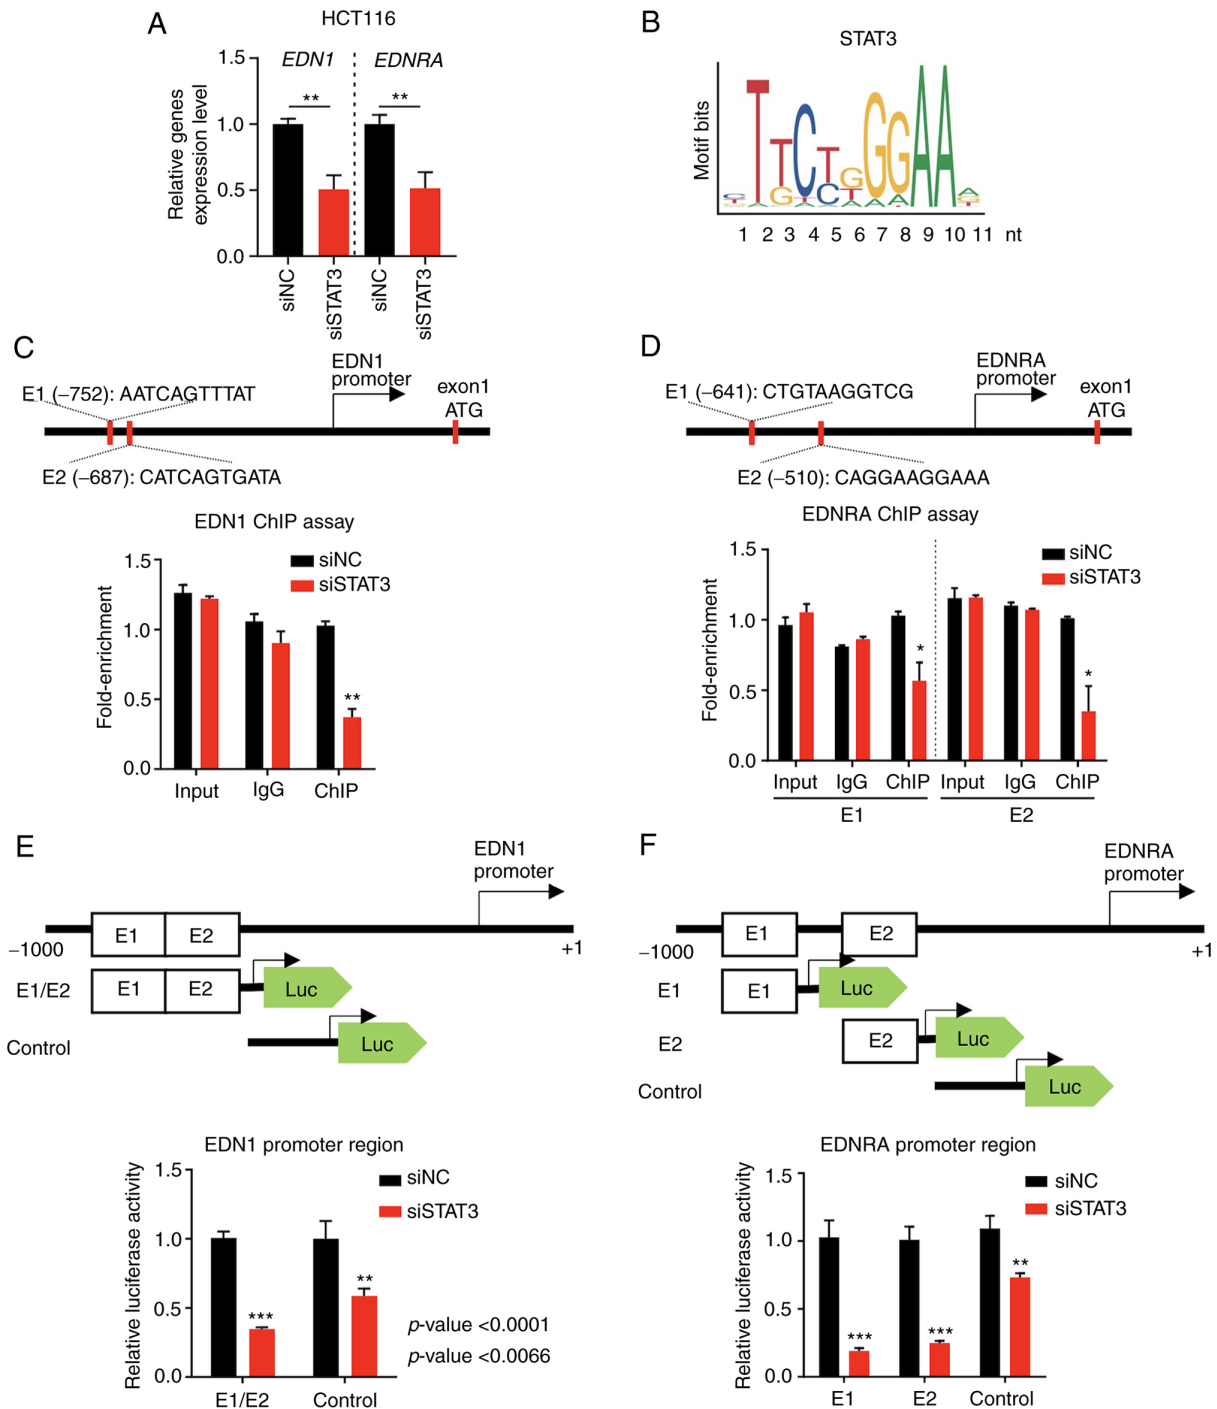 A
HCT116
Relative genes
expression level
1.5
1.0
0.5
0.0
EDN1
EDNRA
**
**
siNC
siSTAT3
siNC
siSTAT3
B
STAT3
Motif bits
1 2 3 4 5 6 7 8 9 10 11 nt
C
EDN1
promoter
exon1
ATG
E1 (−752): AATCAGTTTAT
E2 (−687): CATCAGTGATA
EDN1 ChIP assay
siNC
siSTAT3
Fold-enrichment
1.5
1.0
0.5
0.0
**
Input IgG ChIP
D
EDNRA
promoter
exon1
ATG
E1 (−641): CTGTAAGGTCG
E2 (−510): CAGGAAGGAAA
EDNRA ChIP assay
siNC
siSTAT3
Fold-enrichment
1.5
1.0
0.5
0.0
*
*
Input IgG ChIP Input IgG ChIP
E1 E2
E
EDN1
promoter
E1 E2
−1000 +1
E1/E2 E1 E2 Luc
Control Luc
EDN1 promoter region
siNC
siSTAT3
Relative luciferase activity
1.5
1.0
0.5
0.0
***
**
p-value <0.0001
p-value <0.0066
E1/E2 Control
F
EDNRA
promoter
E1 E2
−1000 +1
E1 E1 Luc
E2 E2 Luc
Control Luc
EDNRA promoter region
siNC
siSTAT3
Relative luciferase activity
1.5
1.0
0.5
0.0
***
***
**
E1 E2 Control